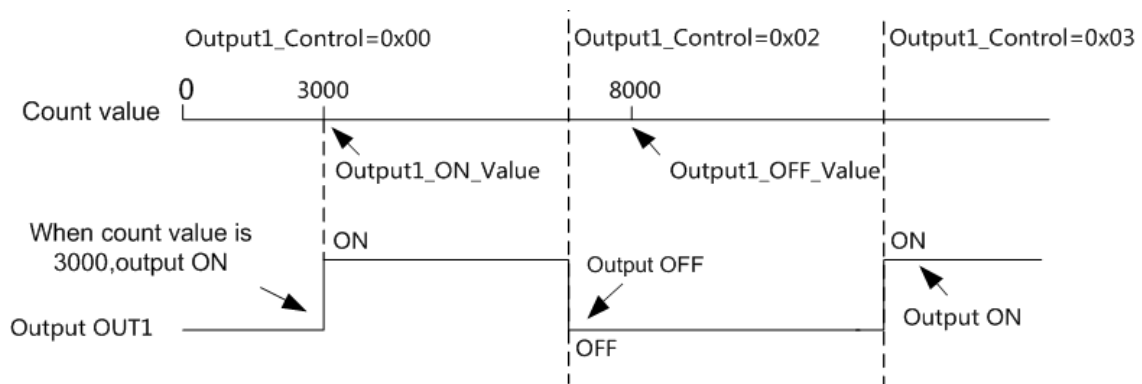 Output1_Control=0x00
Output1_Control=0x02
Output1_Control=0x03
0
3000
8000
Count value
Output1_ON_Value
Output1_OFF_Value
When count value is
3000,output ON
ON
Output OFF
ON
Output OUT1
OFF
Output ON